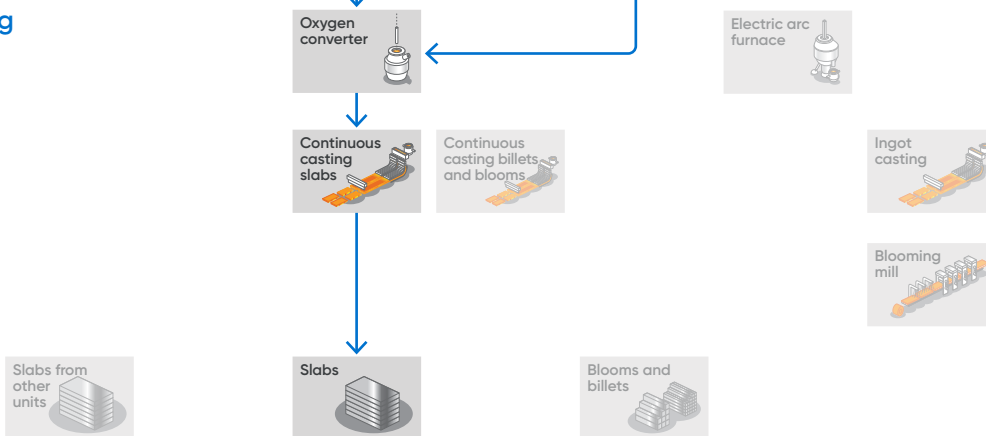 g
Oxygen
converter
Electric arc
furnace
Continuous
casting
slabs
Continuous
casting billets
and blooms
Ingot
casting
Blooming
mill
Slabs from
other
units
Slabs
Blooms and
billets